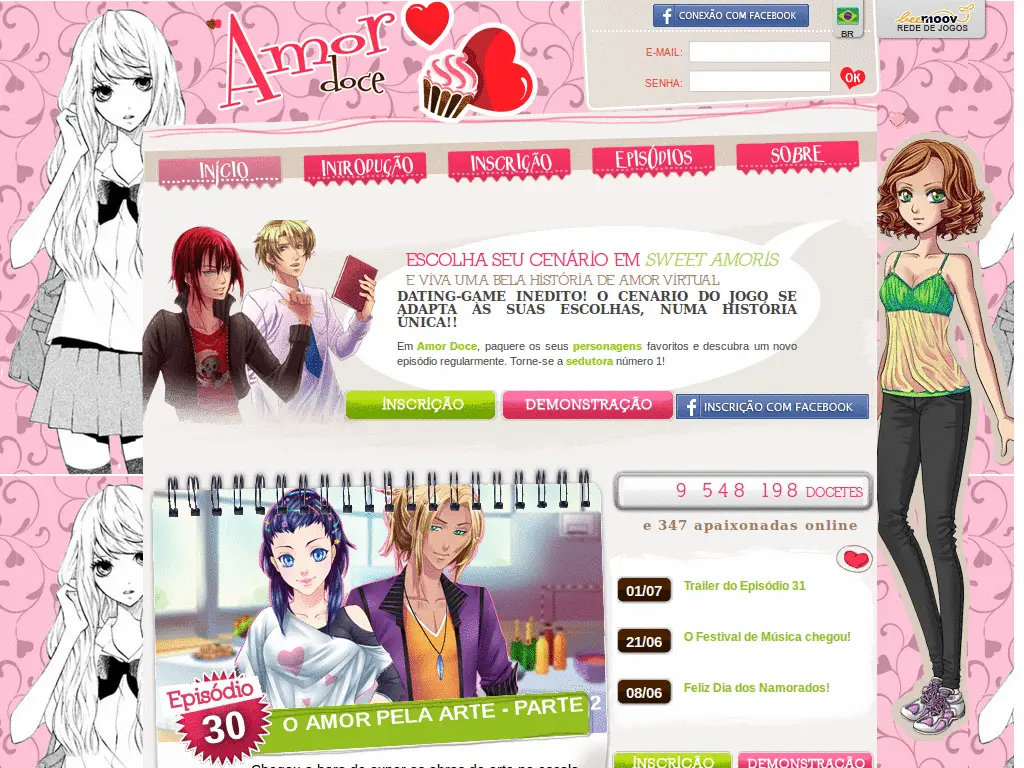 Amor doce
CONEXÃO COM FACEBOOK
BR
beemoov
REDE DE JOGOS
E-MAIL:
SENHA:
OK
INÍCIO
INTRODUÇÃO
INSCRIÇÃO
EPISÓDIOS
SOBRE
ESCOLHA SEU CENÁRIO EM SWEET AMORIS
E VIVA UMA BELA HISTÓRIA DE AMOR VIRTUAL
DATING-GAME INEDITO! O CENARIO DO JOGO SE
ADAPTA ÀS SUAS ESCOLHAS, NUMA HISTÓRIA
ÚNICA!!
Em Amor Doce, paquere os seus personagens favoritos e descubra um novo
episódio regularmente. Torne-se a sedutora número 1!
INSCRIÇÃO
DEMONSTRAÇÃO
INSCRIÇÃO COM FACEBOOK
9 548 198 DOCETES
e 347 apaixonadas online
01/07 Trailer do Episódio 31
21/06 O Festival de Música chegou!
08/06 Feliz Dia dos Namorados!
Episódio
30
O AMOR PELA ARTE - PARTE 2
INSCRIÇÃO
DEMONSTRAÇÃO